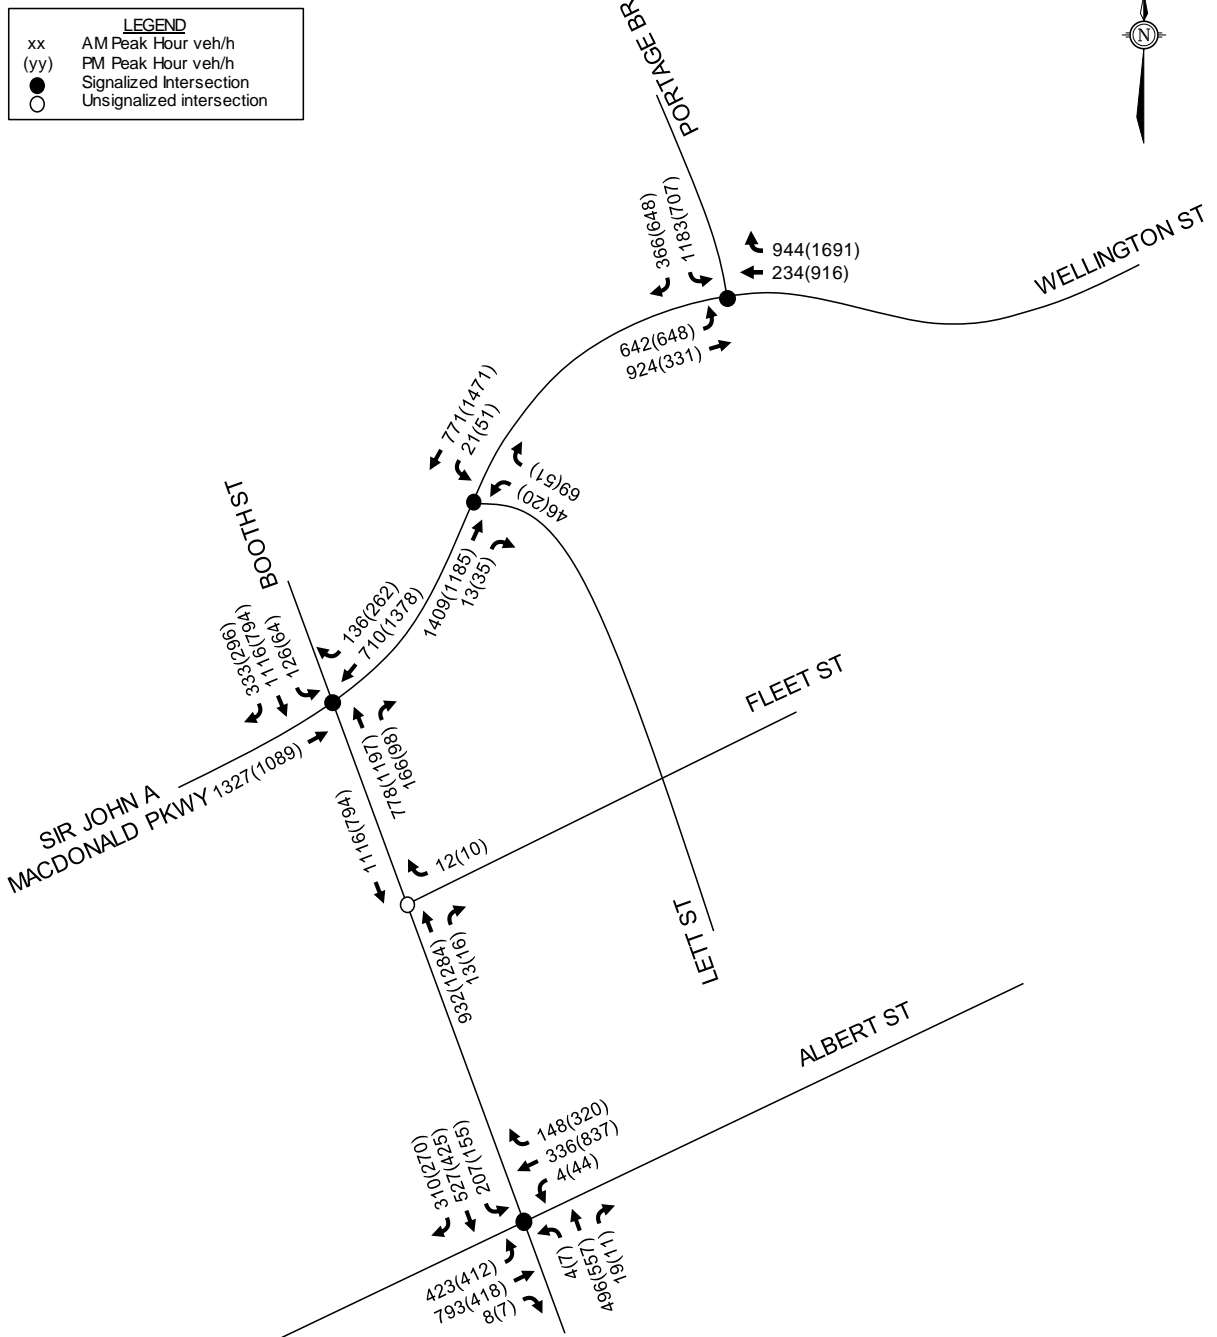 LEGEND
xx AM Peak Hour veh/h
(yy) PM Peak Hour veh/h
Signalized Intersection
Unsignalized intersection
N
PORTAGE BR
366(648)
1183(707)
944(1691)
234(916)
WELLINGTON ST
642(648)
924(331)
771(1471)
21(51)
69(51)
46(20)
BOOTH ST
1409(1185)
13(35)
136(262)
710(1378)
333(296)
1116(794)
126(64)
FLEET ST
1327(1089)
778(1197)
166(98)
SIR JOHN A
MACDONALD PKWY
1116(794)
12(10)
932(1284)
13(16)
LETT ST
ALBERT ST
310(270)
527(425)
207(155)
148(320)
336(837)
4(44)
423(412)
793(418)
8(7)
4(7)
496(557)
19(11)